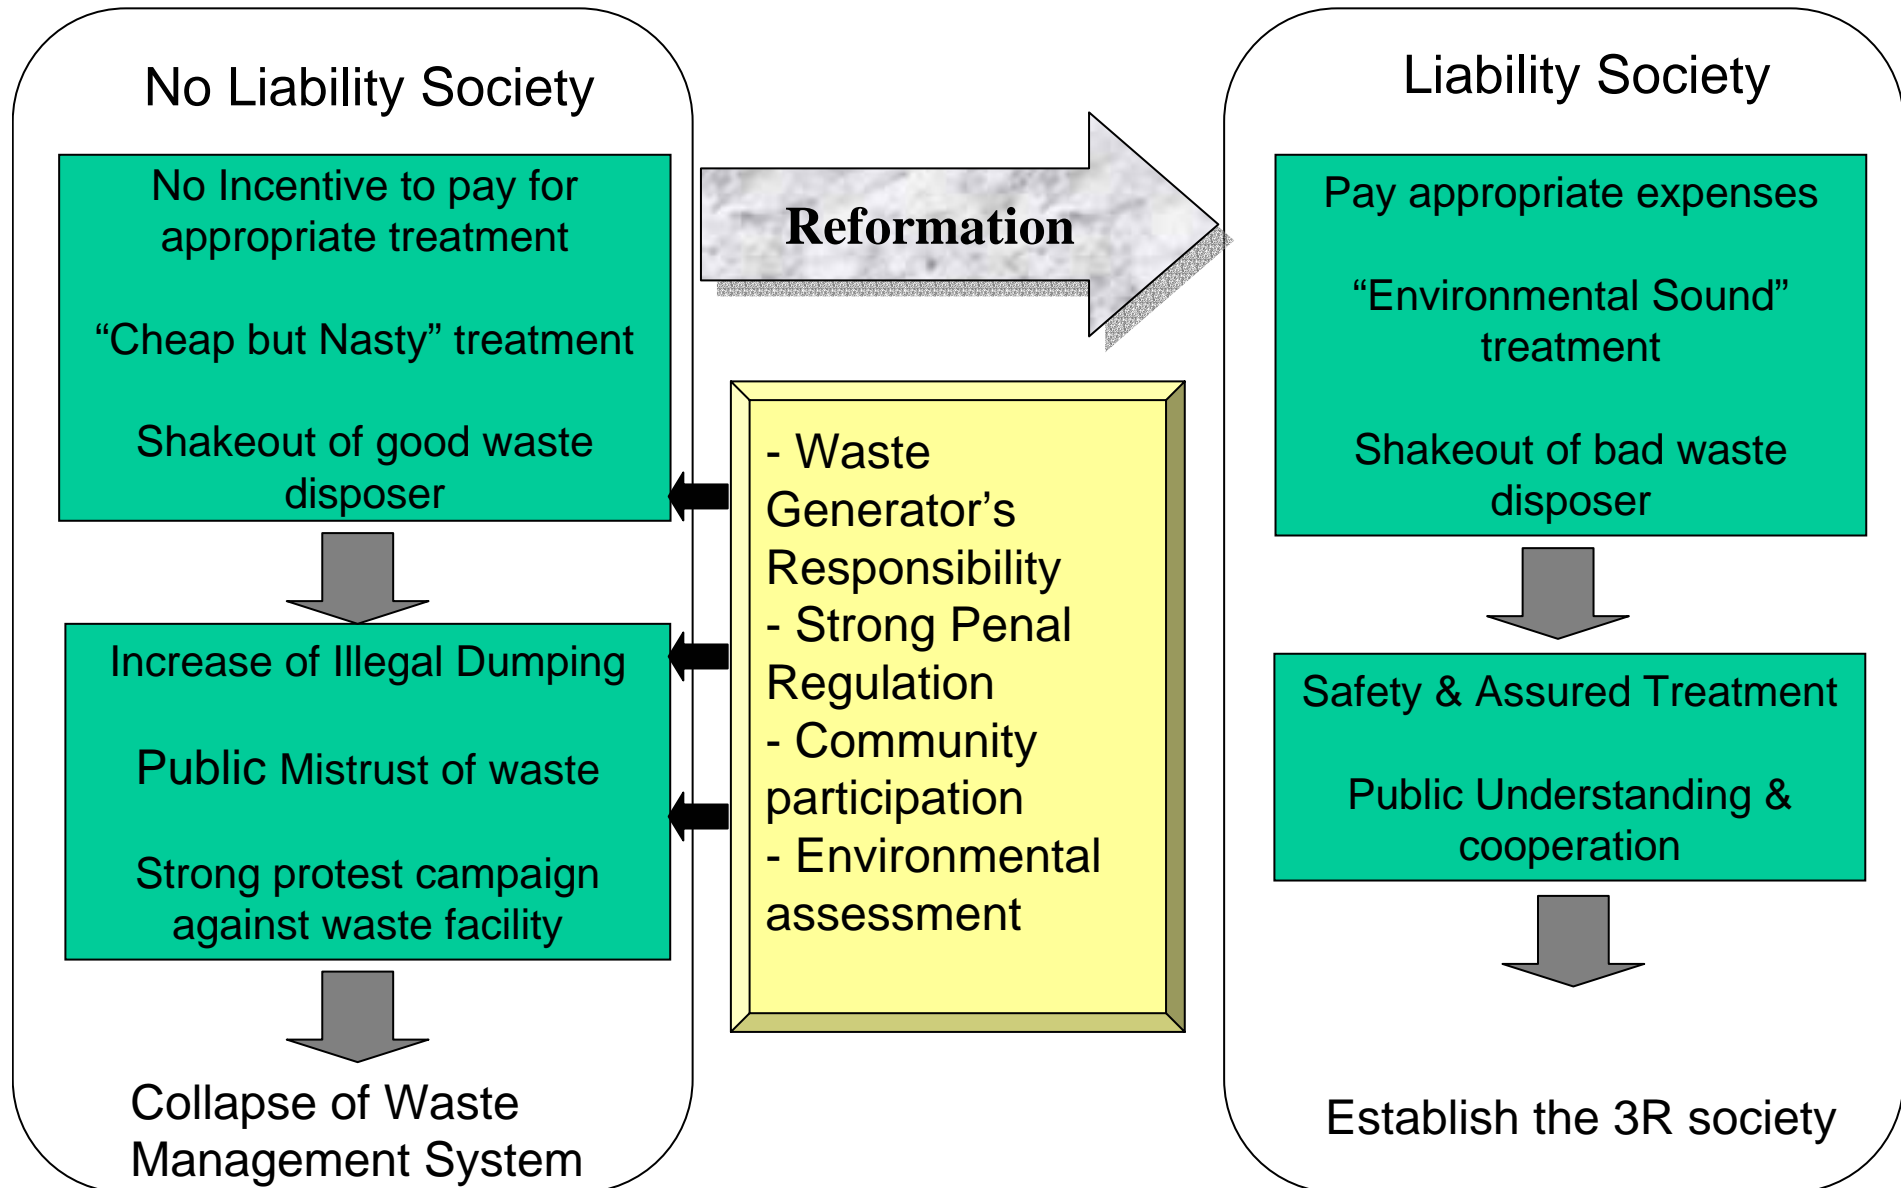 No Liability Society
No Incentive to pay for
appropriate treatment
“Cheap but Nasty” treatment
Shakeout of good waste
disposer
Increase of Illegal Dumping
Public Mistrust of waste
Strong protest campaign
against waste facility
Collapse of Waste
Management System
Reformation
- Waste
Generator’s
Responsibility
- Strong Penal
Regulation
- Community
participation
- Environmental
assessment
Liability Society
Pay appropriate expenses
“Environmental Sound”
treatment
Shakeout of bad waste
disposer
Safety & Assured Treatment
Public Understanding &
cooperation
Establish the 3R society